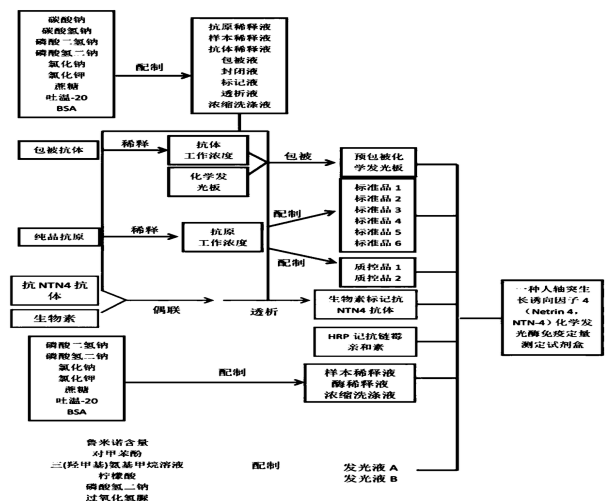 碳酸钠
碳酸氢钠
磷酸二氢钠
磷酸氢二钠
氯化钠
氯化钾
蔗糖
吐温-20
BSA
配制
抗原稀释液
样本稀释液
抗体稀释液
包被液
封闭液
标记液
透析液
浓缩洗涤液
包被抗体
稀释
抗体
工作浓度
化学发
光板
包被
预包被化
学发光板
纯品抗原
稀释
抗原
工作浓度
配制
标准品 1
标准品 2
标准品 3
标准品 4
标准品 5
标准品 6
配制
质控品 1
质控品 2
抗 NTN4 抗
体
生物素
偶联
透析
生物素标记抗
NTN4 抗体
HRP 记抗链霉
亲和素
一种人轴突生
长诱向因子 4
（Netrin 4，
NTN-4）化学发
光酶免疫定量
测定试剂盒
磷酸二氢钠
磷酸氢二钠
氯化钠
氯化钾
蔗糖
吐温-20
BSA
配制
样本稀释液
酶稀释液
浓缩洗涤液
鲁米诺含量
对甲苯酚
三(羟甲基)氨基甲烷溶液
柠檬酸
磷酸氢二钠
过氧化氢脲
配制
发光液 A
发光液 B